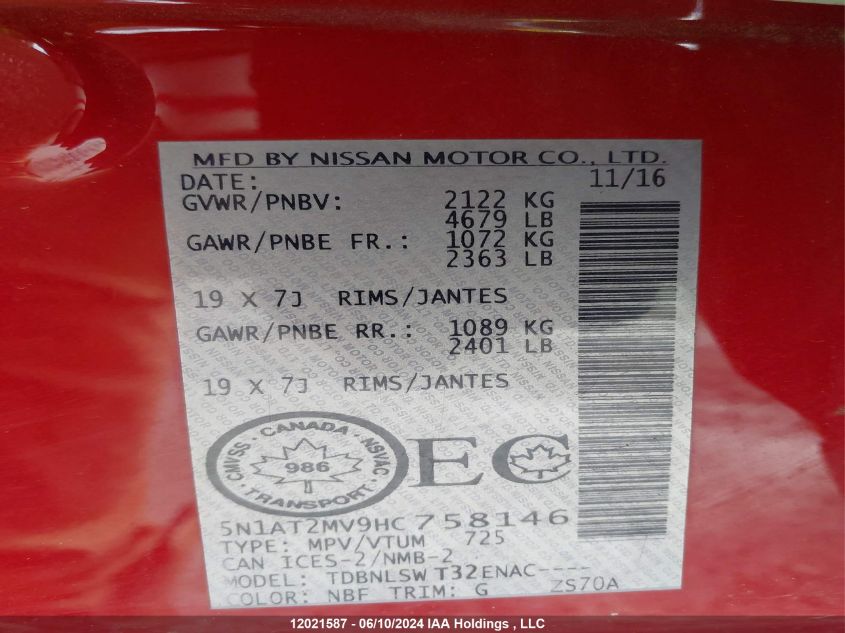 MFD BY NISSAN MOTOR CO., LTD.
DATE: 11/16
GVWR/PNBV: 2122 KG
4679 LB
GAWR/PNBE FR.: 1072 KG
2363 LB
19 X 7J RIMS/JANTES
GAWR/PNBE RR.: 1089 KG
2401 LB
19 X 7J RIMS/JANTES
CANADA
CMVSS · NSVAC
986
TRANSPORT
EC
5N1AT2MV9HC758146
TYPE: MPV/VTUM 725
CAN ICES-2/NMB-2
MODEL: TDBNLSW T32ENAC----
COLOR: NBF TRIM: G ZS70A
12021587 - 06/10/2024 IAA Holdings , LLC